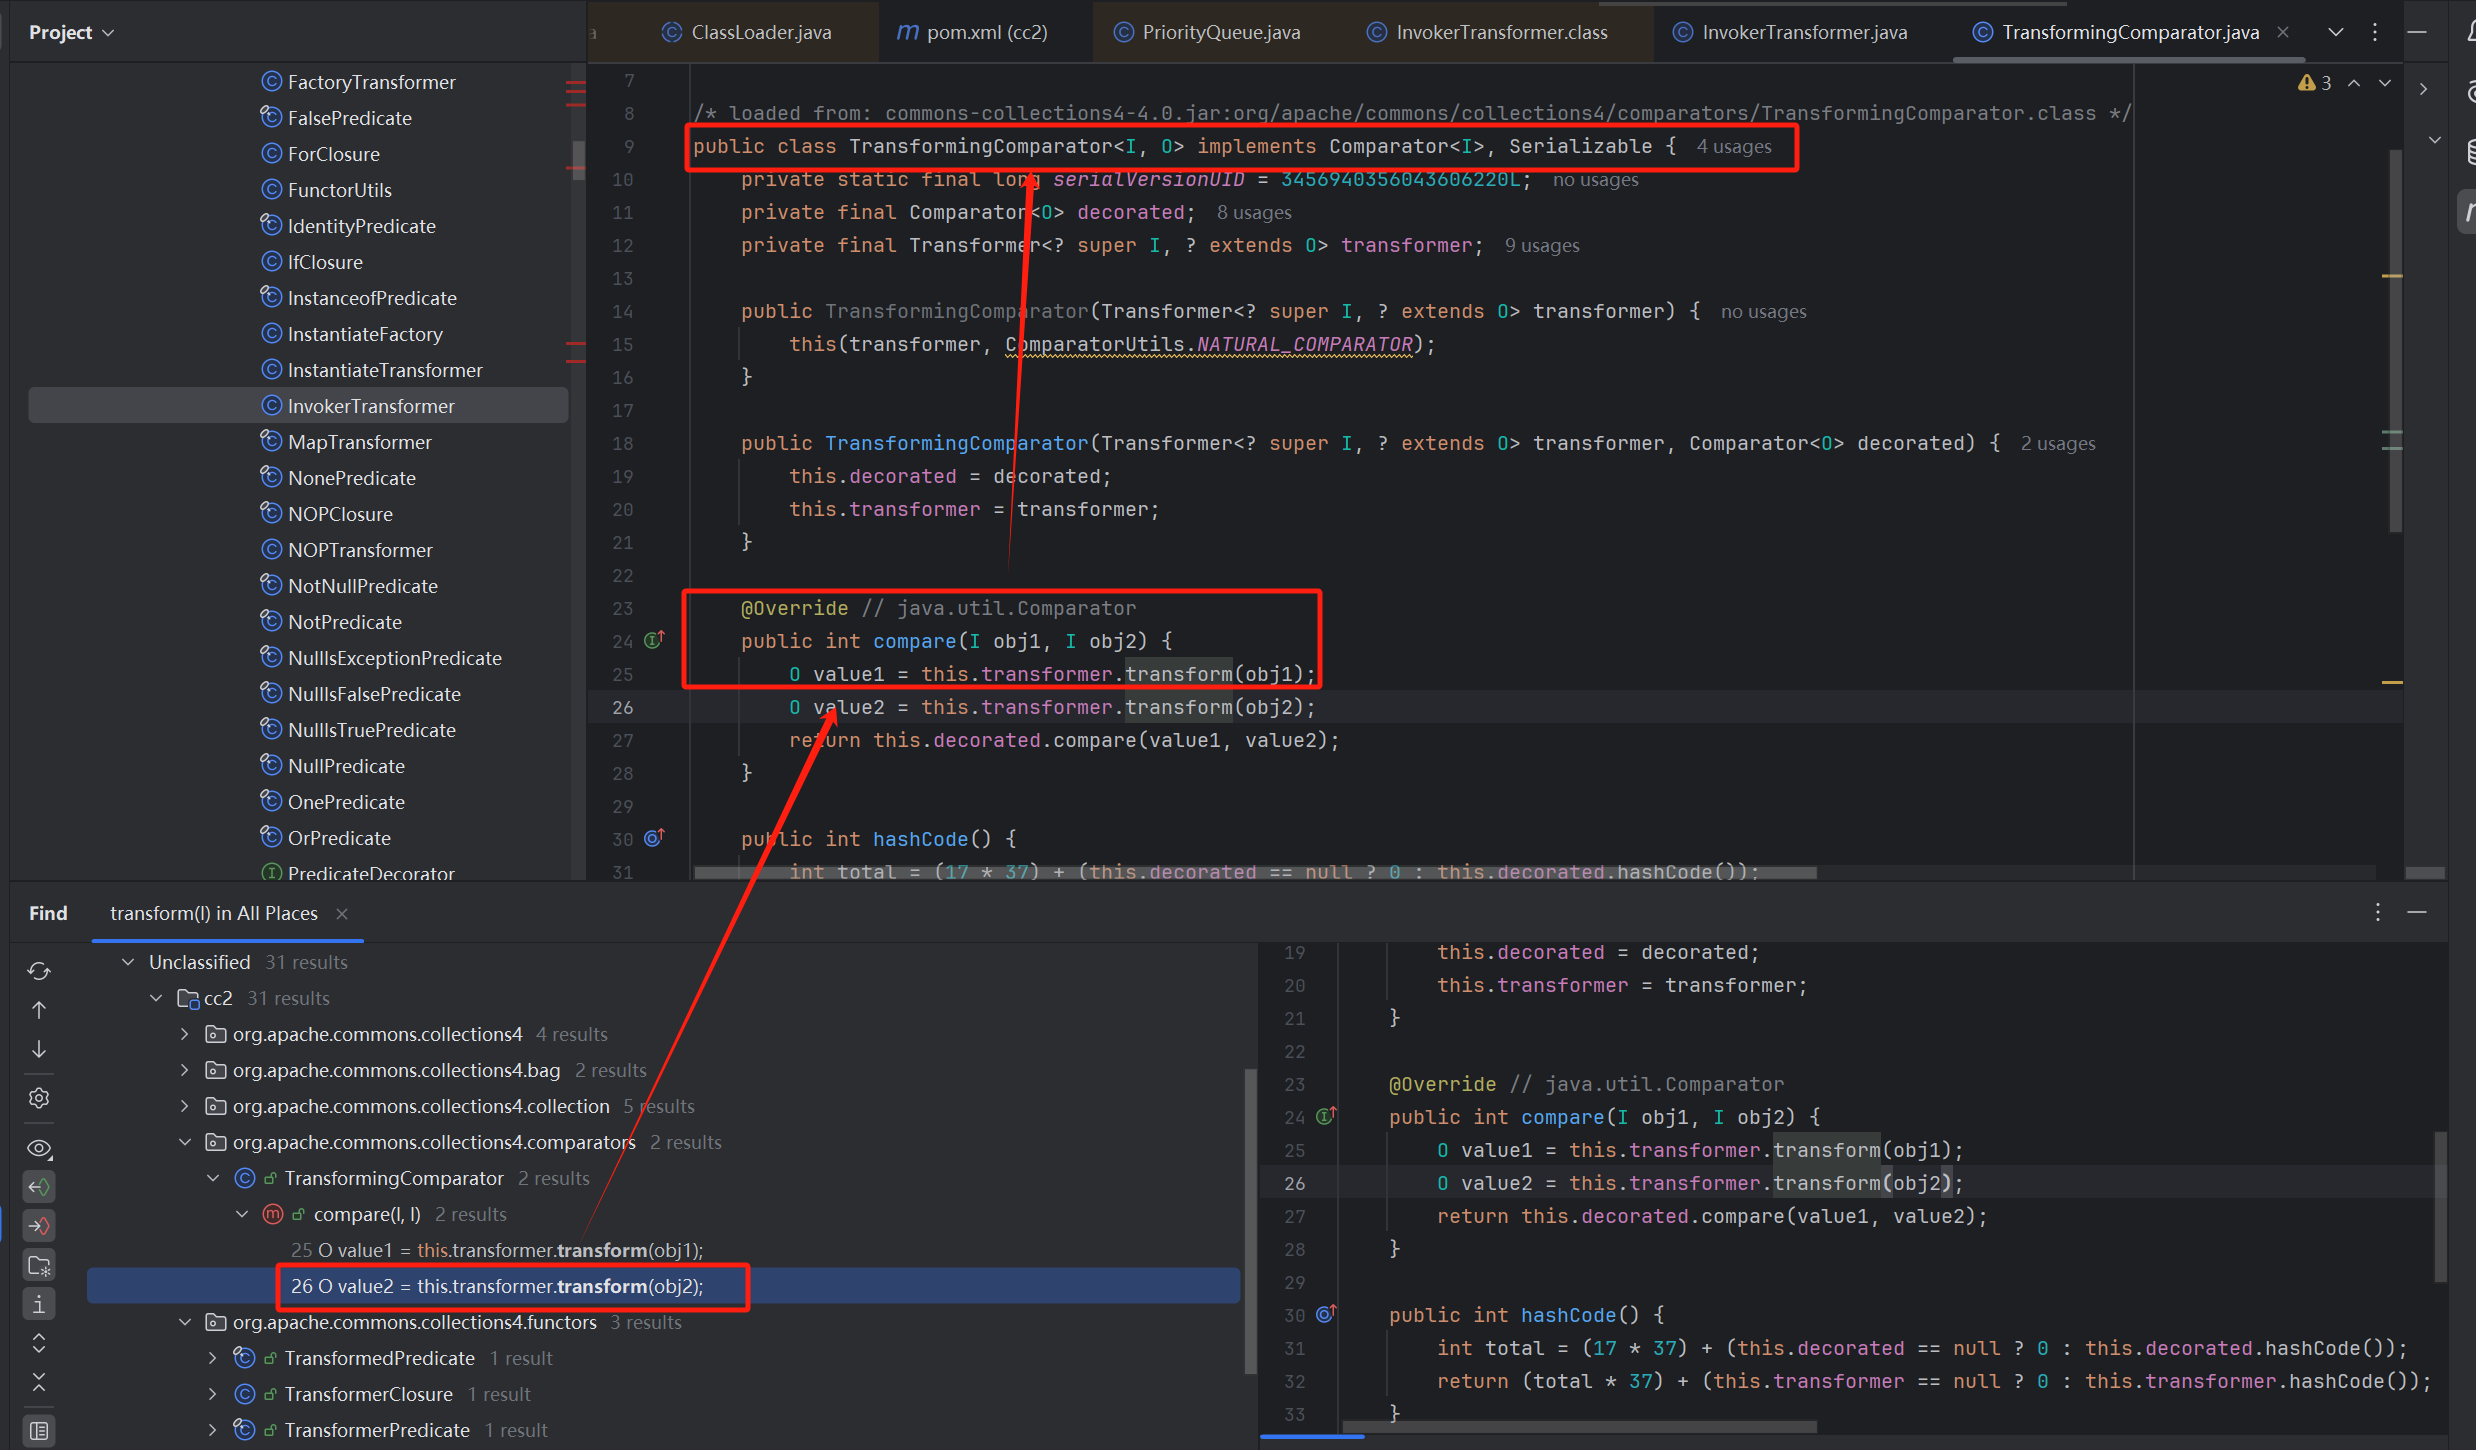 Project
ClassLoader.java
pom.xml (cc2)
PriorityQueue.java
InvokerTransformer.class
InvokerTransformer.java
TransformingComparator.java
FactoryTransformer
FalsePredicate
ForClosure
FunctorUtils
IdentityPredicate
IfClosure
InstanceofPredicate
InstantiateFactory
InstantiateTransformer
InvokerTransformer
MapTransformer
NonePredicate
NOPClosure
NOPTransformer
NotNullPredicate
NotPredicate
NullIsExceptionPredicate
NullIsFalsePredicate
NullIsTruePredicate
NullPredicate
OnePredicate
OrPredicate
PredicateDecorator
3
7
8 /* loaded from: commons-collections4-4.0.jar:org/apache/commons/collections4/comparators/TransformingComparator.class */
9 public class TransformingComparator<I, O> implements Comparator<I>, Serializable { 4 usages
10 private static final long serialVersionUID = 3456940356043606220L; no usages
11 private final Comparator<O> decorated; 8 usages
12 private final Transformer<? super I, ? extends O> transformer; 9 usages
13
14 public TransformingComparator(Transformer<? super I, ? extends O> transformer) { no usages
15 this(transformer, ComparatorUtils.NATURAL_COMPARATOR);
16 }
17
18 public TransformingComparator(Transformer<? super I, ? extends O> transformer, Comparator<O> decorated) { 2 usages
19 this.decorated = decorated;
20 this.transformer = transformer;
21 }
22
23 @Override // java.util.Comparator
24 public int compare(I obj1, I obj2) {
25 O value1 = this.transformer.transform(obj1);
26 O value2 = this.transformer.transform(obj2);
27 return this.decorated.compare(value1, value2);
28 }
29
30 public int hashCode() {
31 int total = (17 * 37) + (this.decorated == null ? 0 : this.decorated.hashCode());
Find
transform(I) in All Places
Unclassified 31 results
cc2 31 results
org.apache.commons.collections4 4 results
org.apache.commons.collections4.bag 2 results
org.apache.commons.collections4.collection 5 results
org.apache.commons.collections4.comparators 2 results
TransformingComparator 2 results
compare(I, I) 2 results
25 O value1 = this.transformer.transform(obj1);
26 O value2 = this.transformer.transform(obj2);
org.apache.commons.collections4.functors 3 results
TransformedPredicate 1 result
TransformerClosure 1 result
TransformerPredicate 1 result
19 this.decorated = decorated;
20 this.transformer = transformer;
21 }
22
23 @Override // java.util.Comparator
24 public int compare(I obj1, I obj2) {
25 O value1 = this.transformer.transform(obj1);
26 O value2 = this.transformer.transform(obj2);
27 return this.decorated.compare(value1, value2);
28 }
29
30 public int hashCode() {
31 int total = (17 * 37) + (this.decorated == null ? 0 : this.decorated.hashCode());
32 return (total * 37) + (this.transformer == null ? 0 : this.transformer.hashCode());
33 }